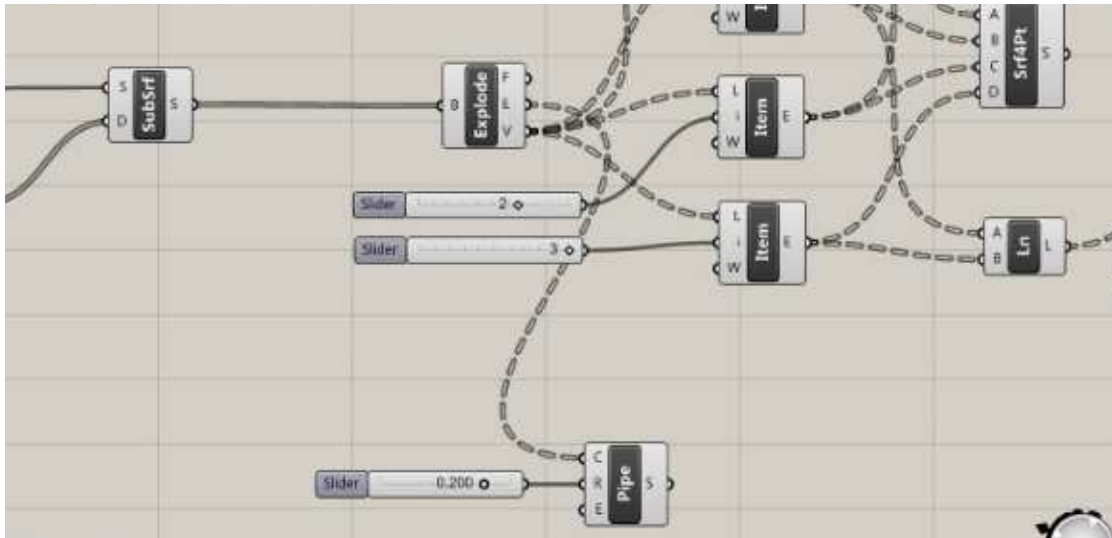 W
A
B
C
D
Srf4Pt
S
S
D
SubSrf
S
B
Explode
F
E
V
L
i
W
Item
E
Slider
2
Slider
3
L
i
W
Item
E
A
B
Ln
L
Slider
0.200
C
R
E
Pipe
S